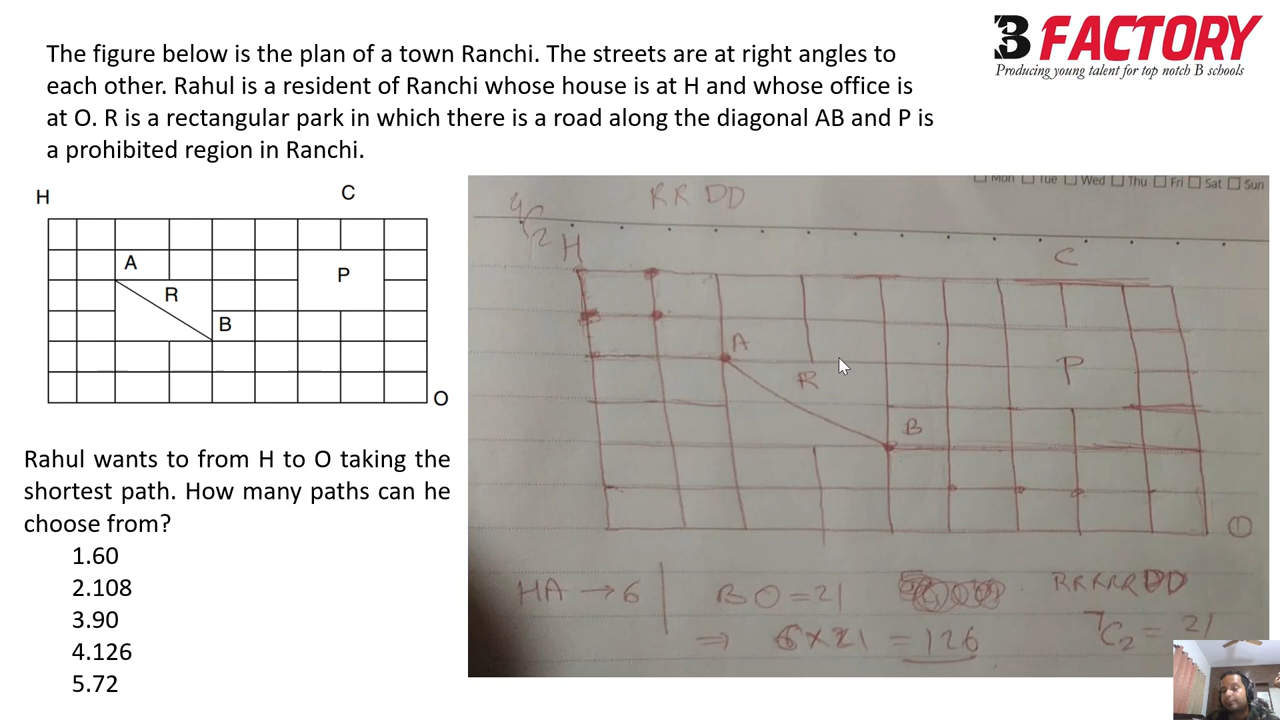 The figure below is the plan of a town Ranchi. The streets are at right angles to
each other. Rahul is a resident of Ranchi whose house is at H and whose office is
at O. R is a rectangular park in which there is a road along the diagonal AB and P is
a prohibited region in Ranchi.
3 FACTORY
Producing young talent for top notch B schools
H
C
A
P
R
B
O
Rahul wants to from H to O taking the
shortest path. How many paths can he
choose from?
1.60
2.108
3.90
4.126
5.72
Mon Tue Wed Thu Fri Sat Sun
RR DD
H
C
A
R
P
B
O
HA → 6
BO = 21
RRRRRDD
⇒ 6 x 21 = 126
7C2 = 21